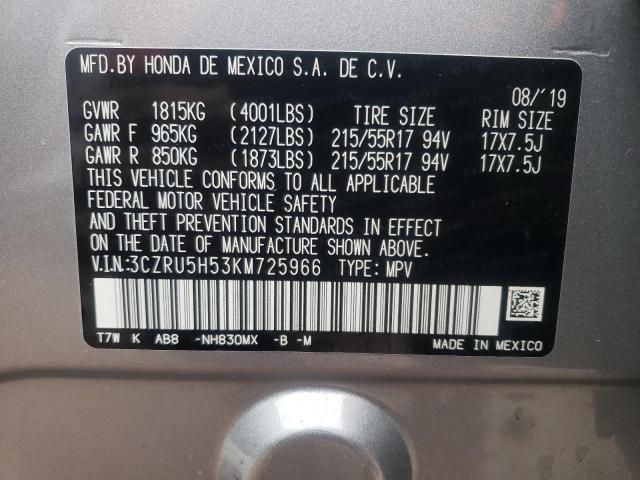 MFD.BY HONDA DE MEXICO S.A. DE C.V.
08/'19
GVWR 1815KG (4001LBS) TIRE SIZE RIM SIZE
GAWR F 965KG (2127LBS) 215/55R17 94V 17X7.5J
GAWR R 850KG (1873LBS) 215/55R17 94V 17X7.5J
THIS VEHICLE CONFORMS TO ALL APPLICABLE
FEDERAL MOTOR VEHICLE SAFETY
AND THEFT PREVENTION STANDARDS IN EFFECT
ON THE DATE OF MANUFACTURE SHOWN ABOVE.
V.I.N:3CZRU5H53KM725966 TYPE: MPV
T7W K AB8 -NH830MX -B -M
MADE IN MEXICO